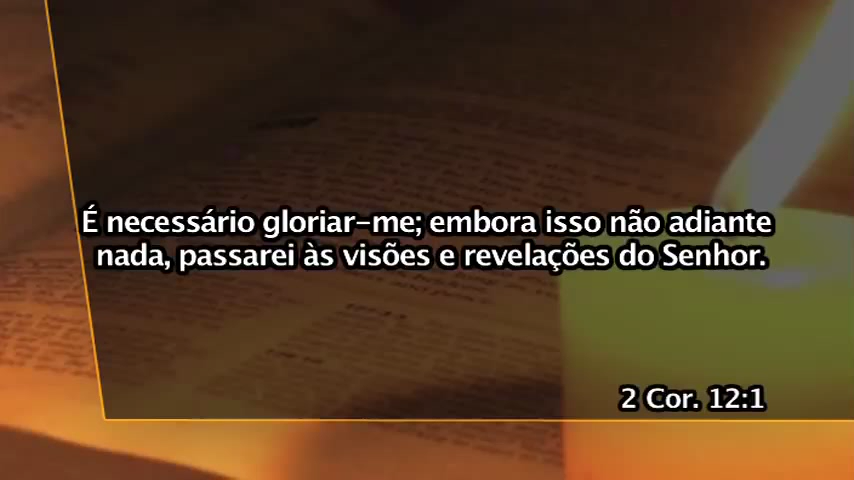 É necessário gloriar-me; embora isso não adiante
nada, passarei às visões e revelações do Senhor.
2 Cor. 12:1